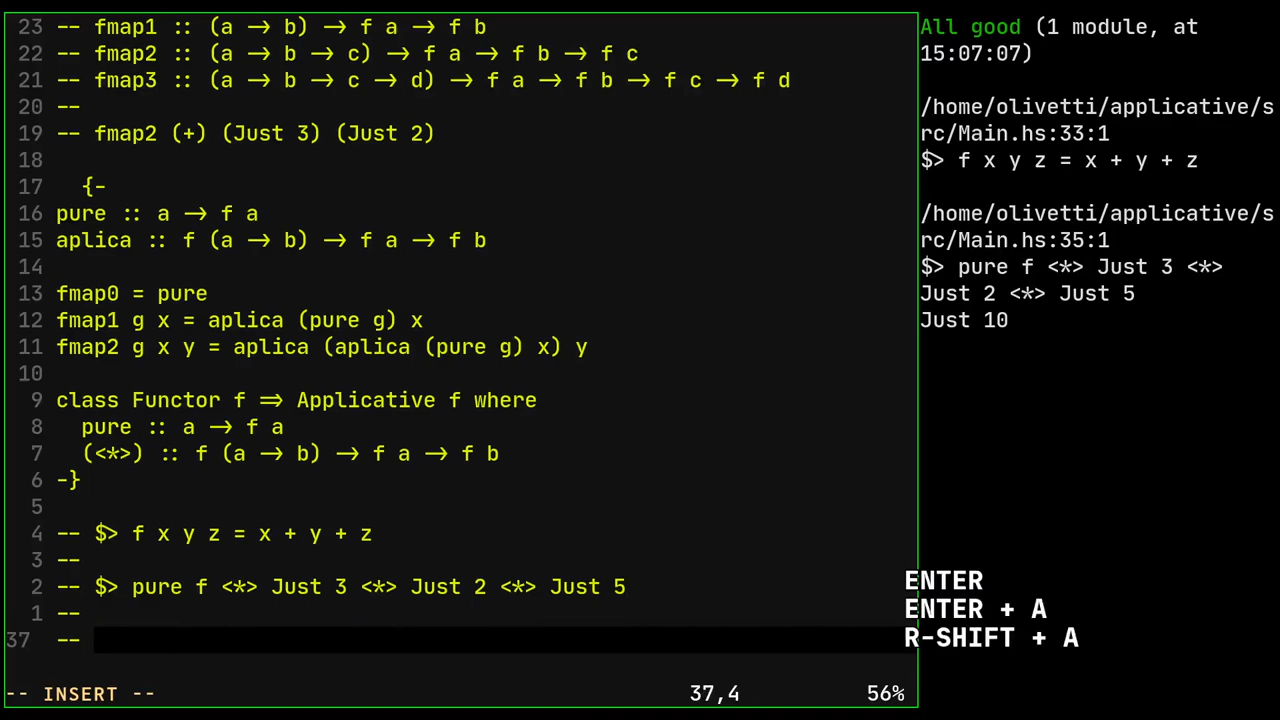 23 -- fmap1 :: (a → b) → f a → f b
22 -- fmap2 :: (a → b → c) → f a → f b → f c
21 -- fmap3 :: (a → b → c → d) → f a → f b → f c → f d
20 --
19 -- fmap2 (+) (Just 3) (Just 2)
18
17   {-
16 pure :: a → f a
15 aplica :: f (a → b) → f a → f b
14
13 fmap0 = pure
12 fmap1 g x = aplica (pure g) x
11 fmap2 g x y = aplica (aplica (pure g) x) y
10
9 class Functor f ⇒ Applicative f where
8   pure :: a → f a
7   (<*>) :: f (a → b) → f a → f b
6 -}
5
4 -- $> f x y z = x + y + z
3 --
2 -- $> pure f <*> Just 3 <*> Just 2 <*> Just 5
1 --
37 --
-- INSERT -- 37,4 56%
All good (1 module, at
15:07:07)
/home/olivetti/applicative/s
rc/Main.hs:33:1
$> f x y z = x + y + z
/home/olivetti/applicative/s
rc/Main.hs:35:1
$> pure f <*> Just 3 <*>
Just 2 <*> Just 5
Just 10
ENTER
ENTER + A
R-SHIFT + A